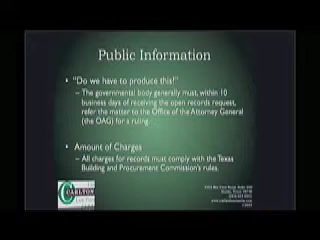 Public Information
• "Do we have to produce this!"
– The governmental body generally must, within 10
business days of receiving the open records request,
refer the matter to the Office of the Attorney General
(the OAG) for a ruling.
• Amount of Charges
– All charges for records must comply with the Texas
Building and Procurement Commission's rules.
CARLTON